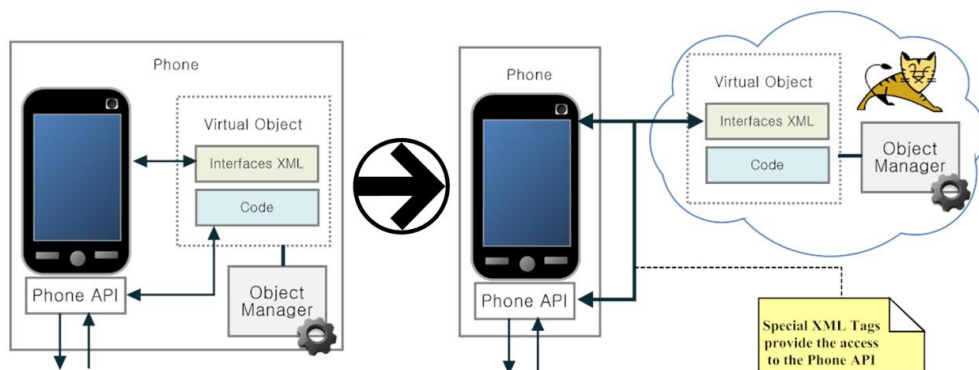 Phone
Virtual Object
Interfaces XML
Code
Phone API
Object
Manager
Phone
Phone API
Virtual Object
Interfaces XML
Code
Object
Manager
Special XML Tags
provide the access
to the Phone API